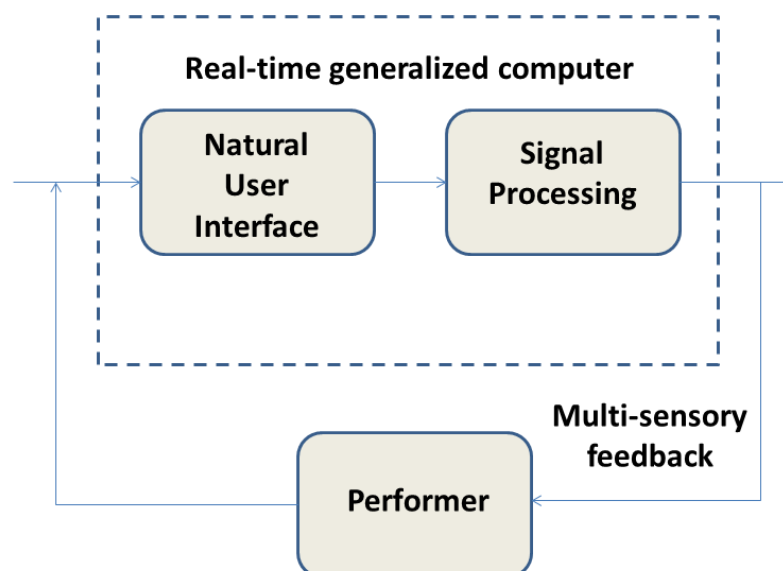 Real-time generalized computer
Natural
User
Interface
Signal
Processing
Multi-sensory
feedback
Performer